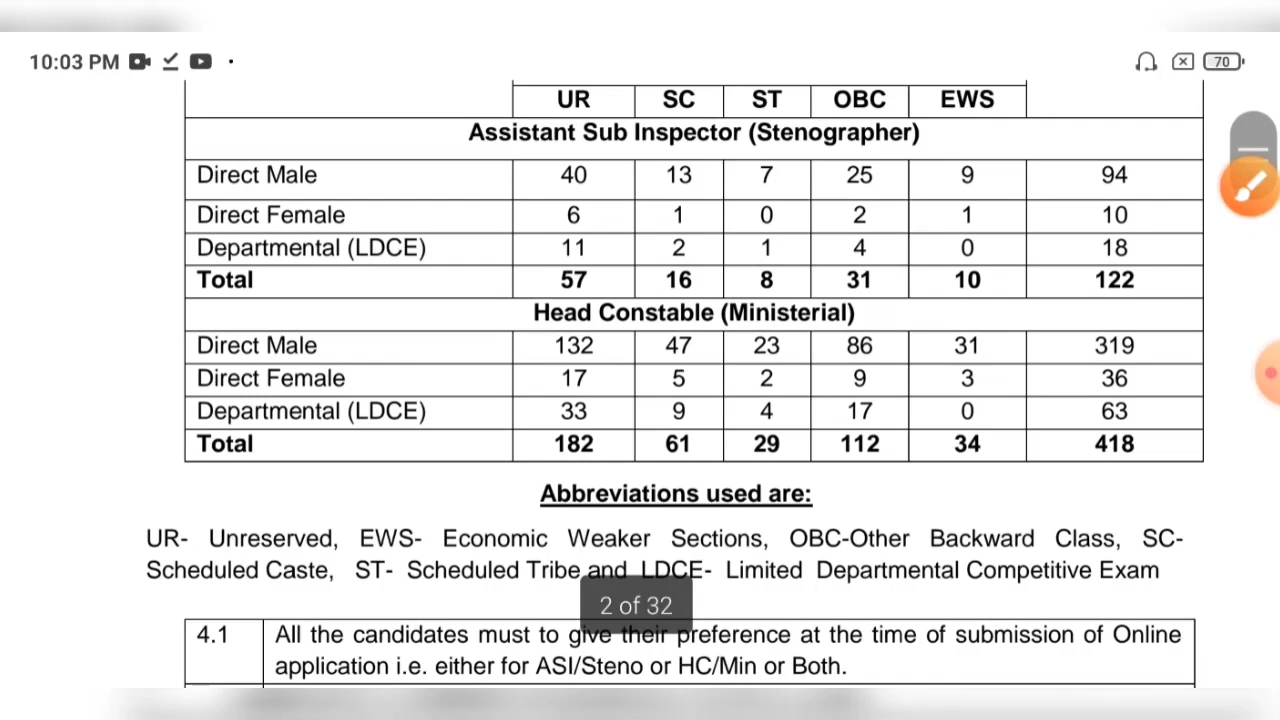 10:03 PM
70
UR SC ST OBC EWS
Assistant Sub Inspector (Stenographer)
Direct Male 40 13 7 25 9 94
Direct Female 6 1 0 2 1 10
Departmental (LDCE) 11 2 1 4 0 18
Total 57 16 8 31 10 122
Head Constable (Ministerial)
Direct Male 132 47 23 86 31 319
Direct Female 17 5 2 9 3 36
Departmental (LDCE) 33 9 4 17 0 63
Total 182 61 29 112 34 418
Abbreviations used are:
UR- Unreserved, EWS- Economic Weaker Sections, OBC-Other Backward Class, SC-
Scheduled Caste, ST- Scheduled Tribe and LDCE- Limited Departmental Competitive Exam
2 of 32
4.1 All the candidates must to give their preference at the time of submission of Online
application i.e. either for ASI/Steno or HC/Min or Both.